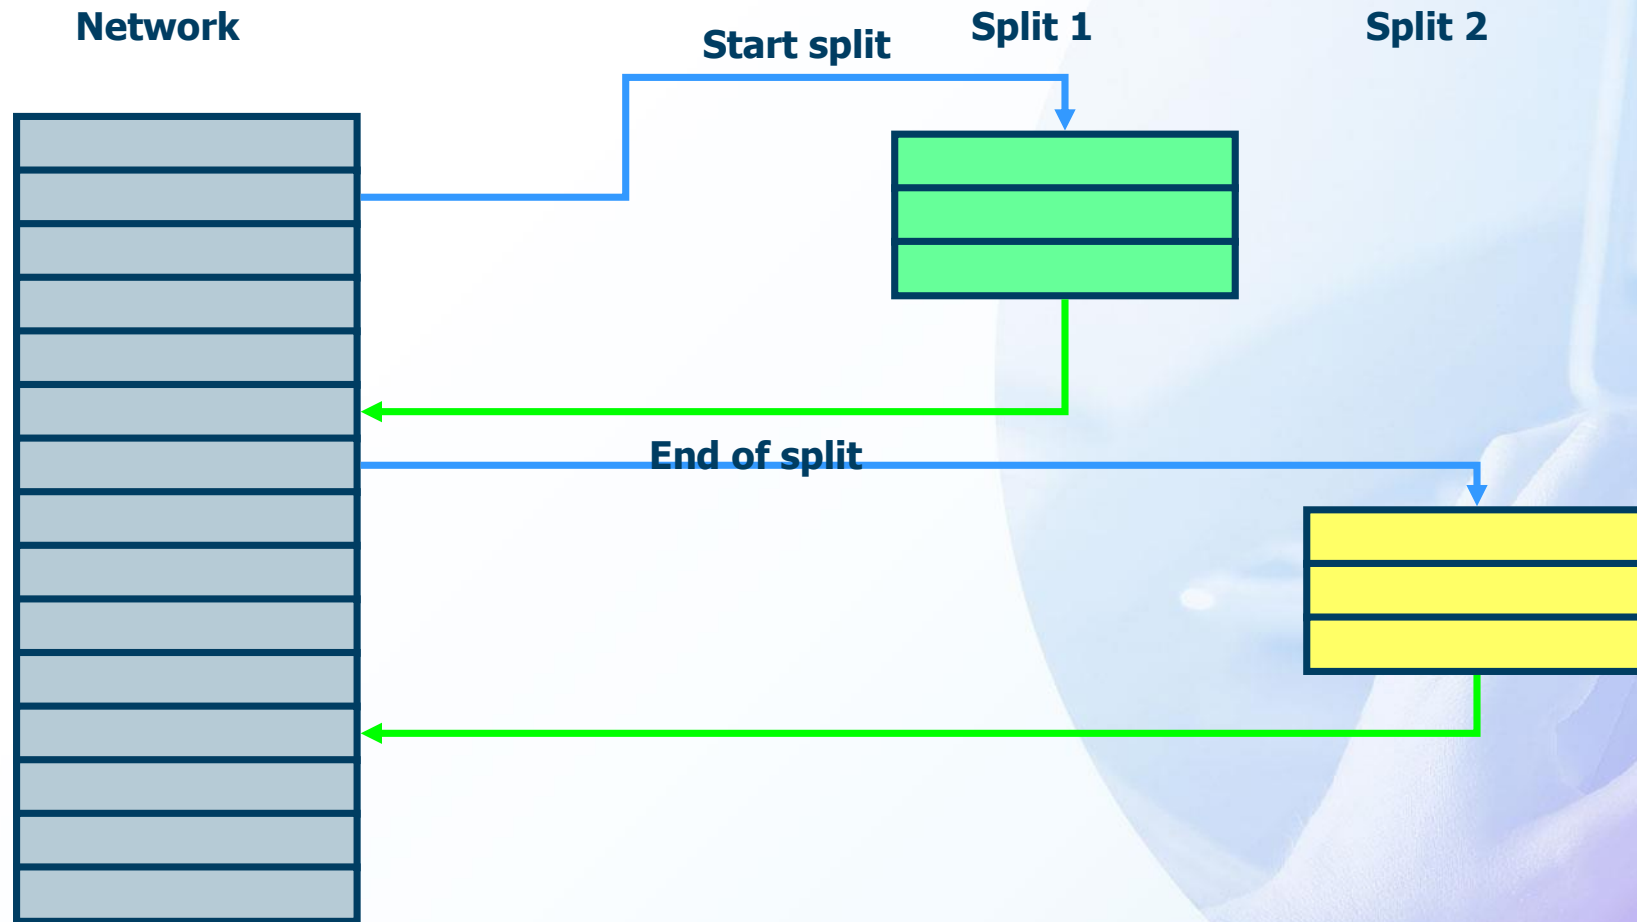 Network
Start split
Split 1
Split 2
End of split